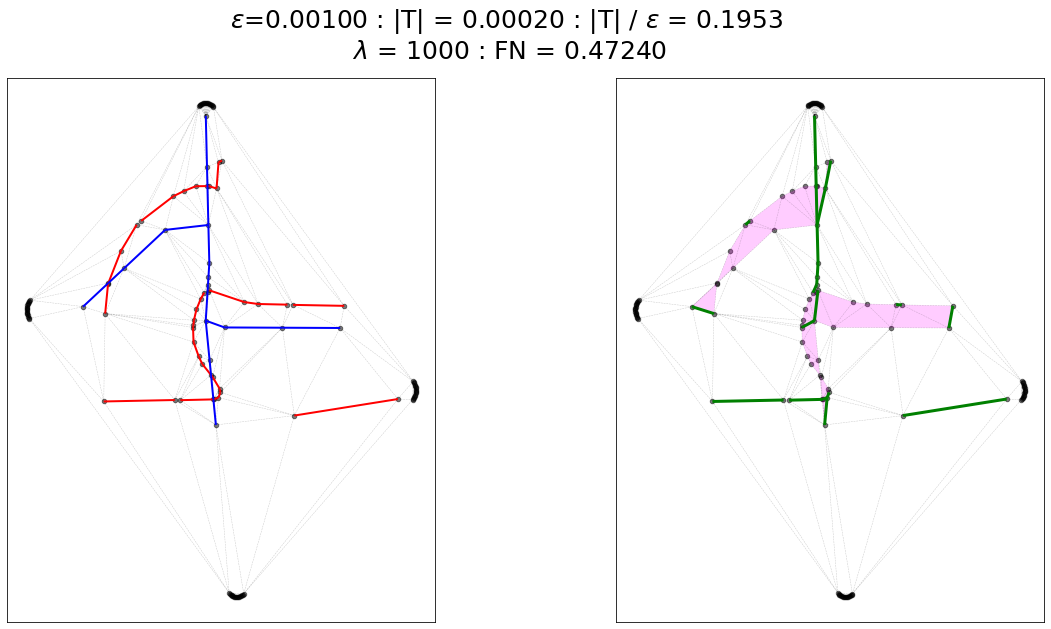 ε=0.00100 : |T| = 0.00020 : |T| / ε = 0.1953
λ = 1000 : FN = 0.47240